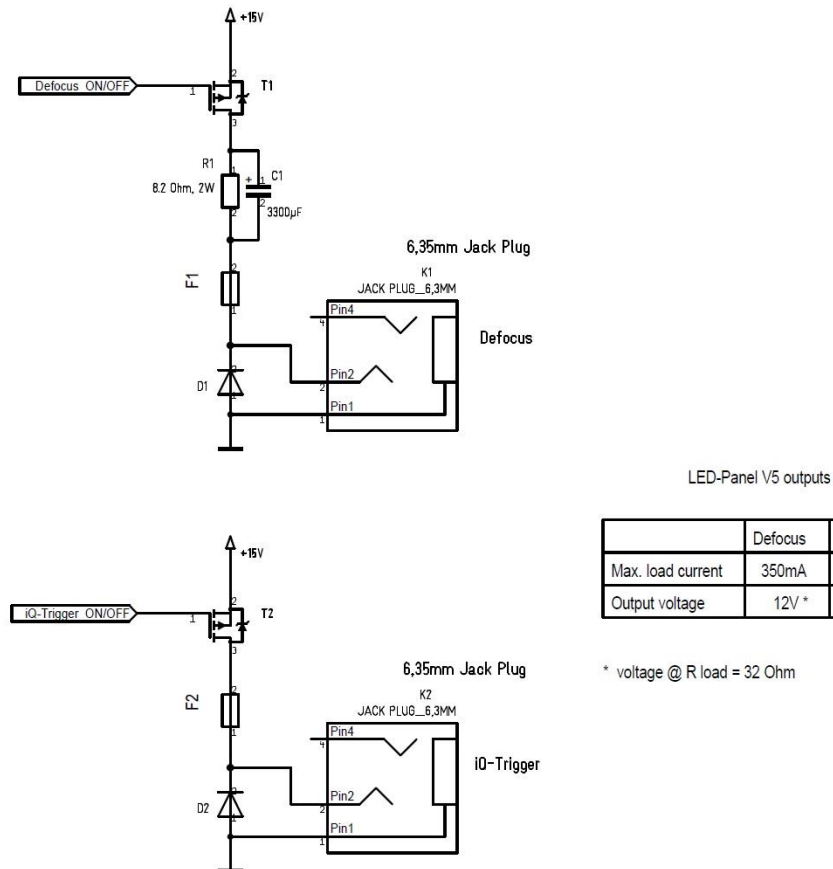 +15V
2
Defocus ON/OFF
1
T1
3
R1
1
8.2 Ohm, 2W
2
+
1
C1
2
3300µF
6,35mm Jack Plug
F1
2
1
K1
JACK PLUG_6,3MM
Pin4
4
Defocus
Pin2
2
D1
2
1
Pin1
1
LED-Panel V5 outputs
Defocus
Max. load current 350mA
Output voltage 12V *
* voltage @ R load = 32 Ohm
+15V
2
iQ-Trigger ON/OFF
1
T2
3
6,35mm Jack Plug
F2
2
1
K2
JACK PLUG_6,3MM
Pin4
4
iQ-Trigger
Pin2
2
D2
2
1
Pin1
1